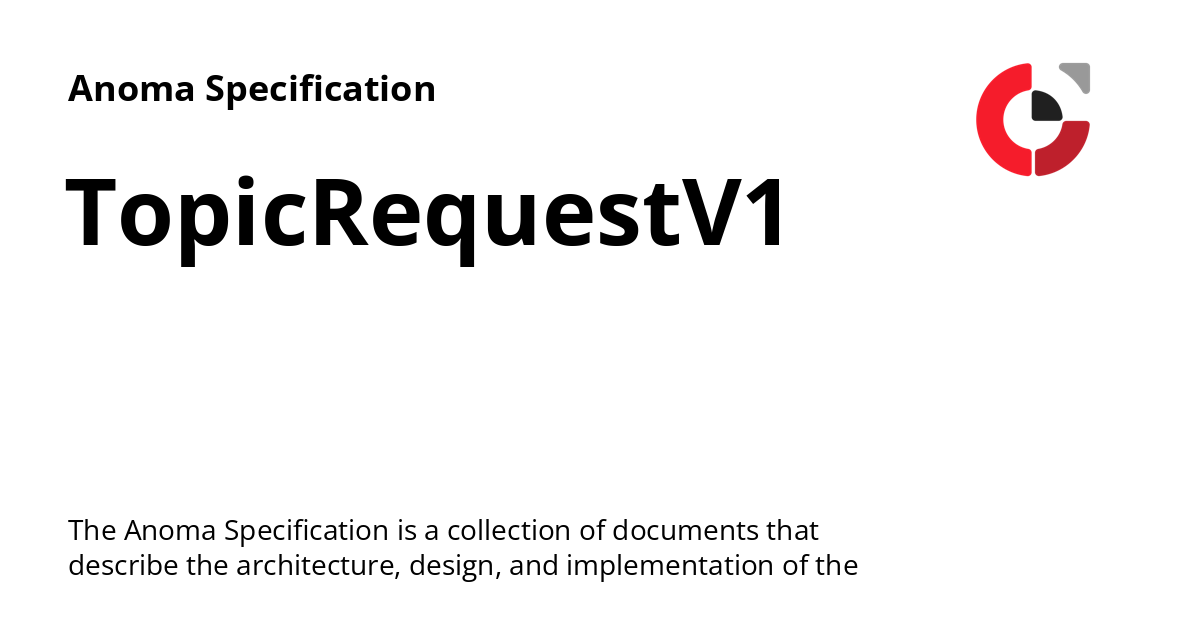 Anoma Specification
TopicRequestV1
The Anoma Specification is a collection of documents that
describe the architecture, design, and implementation of the